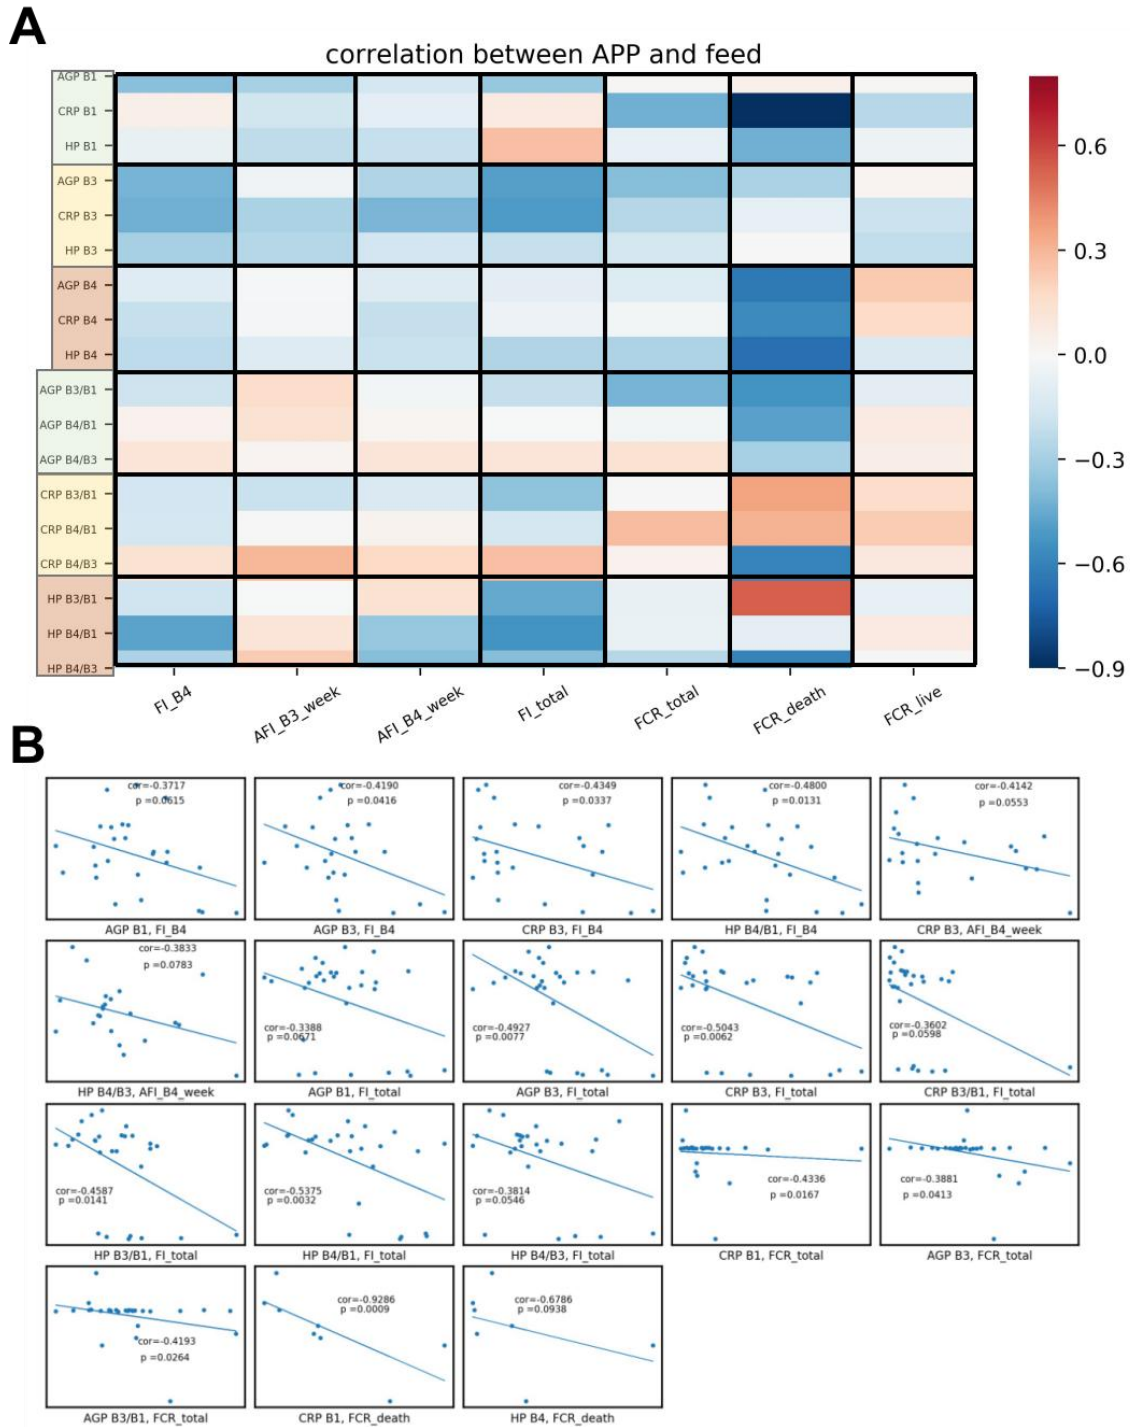 A
correlation between APP and feed
AGP B1
CRP B1
HP B1
AGP B3
CRP B3
HP B3
AGP B4
CRP B4
HP B4
AGP B3/B1
AGP B4/B1
AGP B4/B3
CRP B3/B1
CRP B4/B1
CRP B4/B3
HP B3/B1
HP B4/B1
HP B4/B3
FI_B4
AFI_B3_week
AFI_B4_week
FI_total
FCR_total
FCR_death
FCR_live
0.6
0.3
0.0
−0.3
−0.6
−0.9
B
cor=-0.3717
p =0.0615
AGP B1, FI_B4
cor=-0.4190
p =0.0416
AGP B3, FI_B4
cor=-0.4349
p =0.0337
CRP B3, FI_B4
cor=-0.4800
p =0.0131
HP B4/B1, FI_B4
cor=-0.4142
p =0.0553
CRP B3, AFI_B4_week
cor=-0.3833
p =0.0783
HP B4/B3, AFI_B4_week
cor=-0.3388
p =0.0671
AGP B1, FI_total
cor=-0.4927
p =0.0077
AGP B3, FI_total
cor=-0.5043
p =0.0062
CRP B3, FI_total
cor=-0.3602
p =0.0598
CRP B3/B1, FI_total
cor=-0.4587
p =0.0141
HP B3/B1, FI_total
cor=-0.5375
p =0.0032
HP B4/B1, FI_total
cor=-0.3814
p =0.0546
HP B4/B3, FI_total
cor=-0.4336
p =0.0167
CRP B1, FCR_total
cor=-0.3881
p =0.0413
AGP B3, FCR_total
cor=-0.4193
p =0.0264
AGP B3/B1, FCR_total
cor=-0.9286
p =0.0009
CRP B1, FCR_death
cor=-0.6786
p =0.0938
HP B4, FCR_death